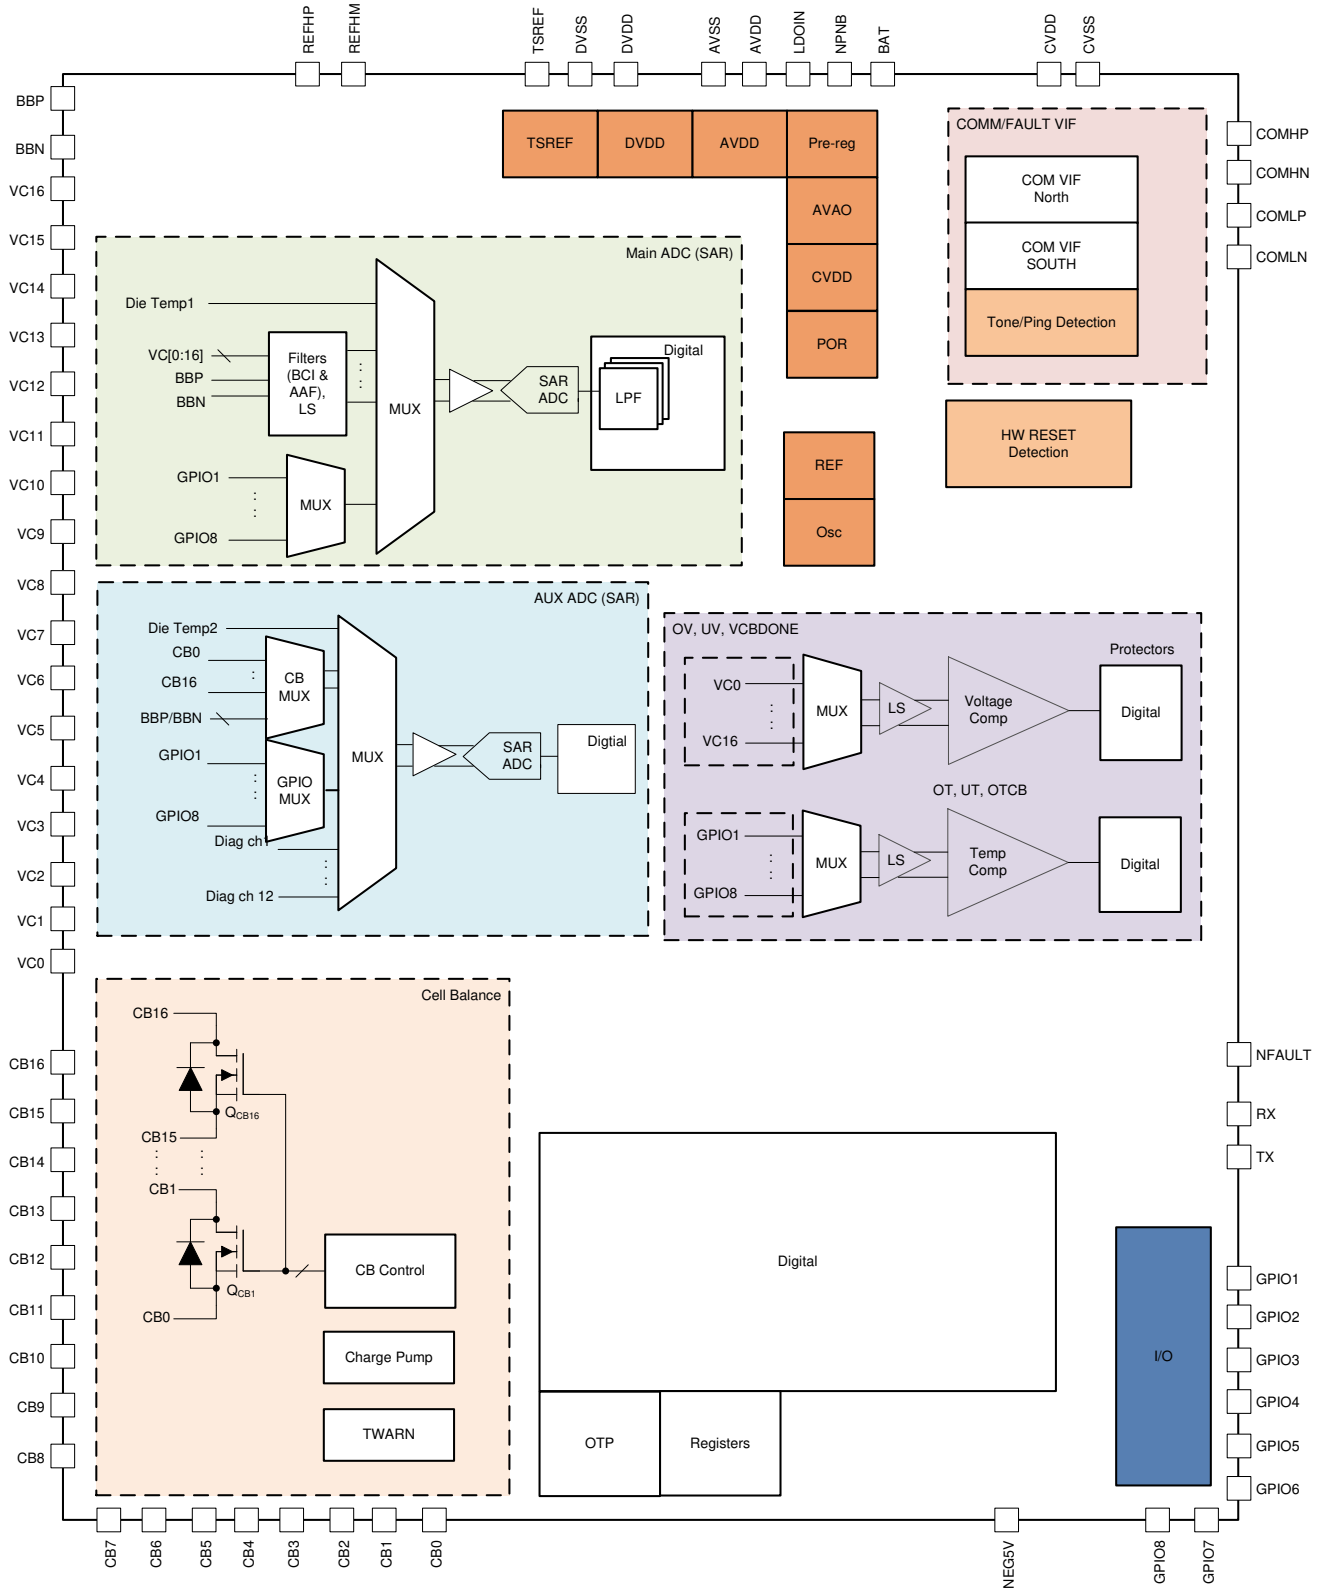 REFHP
REFHM
TSREF
DVSS
DVDD
AVSS
AVDD
LDOIN
NPNB
BAT
CVDD
CVSS
BBP
BBN
VC16
VC15
VC14
VC13
VC12
VC11
VC10
VC9
VC8
VC7
VC6
VC5
VC4
VC3
VC2
VC1
VC0
CB16
CB15
CB14
CB13
CB12
CB11
CB10
CB9
CB8
TSREF
DVDD
AVDD
Pre-reg
AVAO
CVDD
POR
REF
Osc
COMM/FAULT VIF
COM VIF
North
COM VIF
SOUTH
Tone/Ping Detection
HW RESET
Detection
COMHP
COMHN
COMLP
COMLN
Main ADC (SAR)
Die Temp1
VC[0:16]
BBP
BBN
Filters
(BCI &
AAF),
LS
GPIO1
GPIO8
MUX
MUX
SAR
ADC
Digital
LPF
AUX ADC (SAR)
Die Temp2
CB0
CB16
BBP/BBN
CB
MUX
GPIO1
GPIO8
GPIO
MUX
Diag ch1
Diag ch 12
MUX
SAR
ADC
Digtial
OV, UV, VCBDONE
Protectors
VC0
VC16
MUX
LS
Voltage
Comp
Digital
OT, UT, OTCB
GPIO1
GPIO8
MUX
LS
Temp
Comp
Digital
Cell Balance
CB16
QCB16
CB15
CB1
QCB1
CB0
CB Control
Charge Pump
TWARN
Digital
OTP
Registers
I/O
NFAULT
RX
TX
GPIO1
GPIO2
GPIO3
GPIO4
GPIO5
GPIO6
CB7
CB6
CB5
CB4
CB3
CB2
CB1
CB0
NEG5V
GPIO8
GPIO7